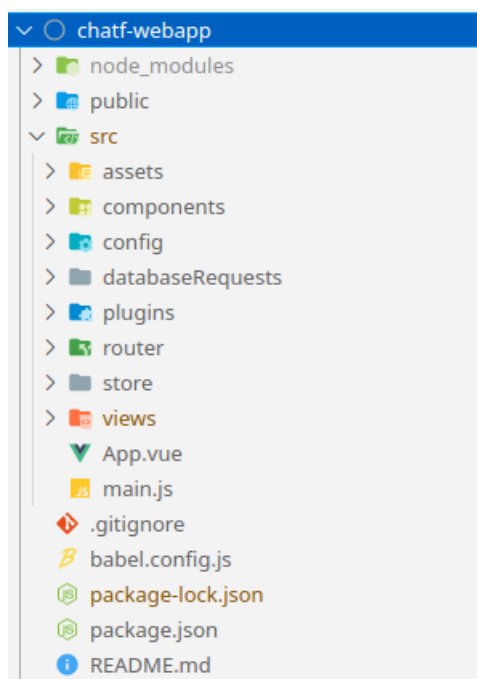 chatf-webapp
node_modules
public
src
assets
components
config
databaseRequests
plugins
router
store
views
App.vue
JS main.js
.gitignore
babel.config.js
package-lock.json
package.json
README.md